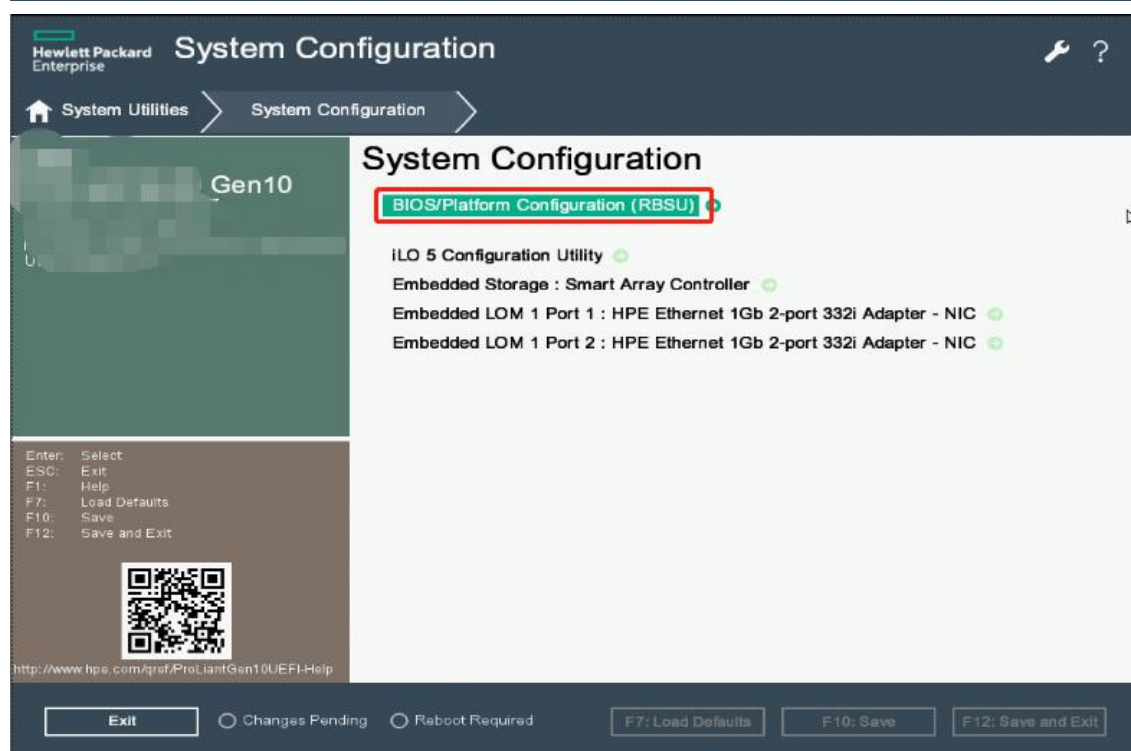 Hewlett Packard
Enterprise
System Configuration
?
System Utilities
System Configuration
Gen10
System Configuration
BIOS/Platform Configuration (RBSU)
iLO 5 Configuration Utility
Embedded Storage : Smart Array Controller
Embedded LOM 1 Port 1 : HPE Ethernet 1Gb 2-port 332i Adapter - NIC
Embedded LOM 1 Port 2 : HPE Ethernet 1Gb 2-port 332i Adapter - NIC
Enter: Select
ESC: Exit
F1: Help
F7: Load Defaults
F10: Save
F12: Save and Exit
http://www.hpe.com/qref/ProLiantGen10UEFI-Help
Exit
Changes Pending
Reboot Required
F7: Load Defaults
F10: Save
F12: Save and Exit